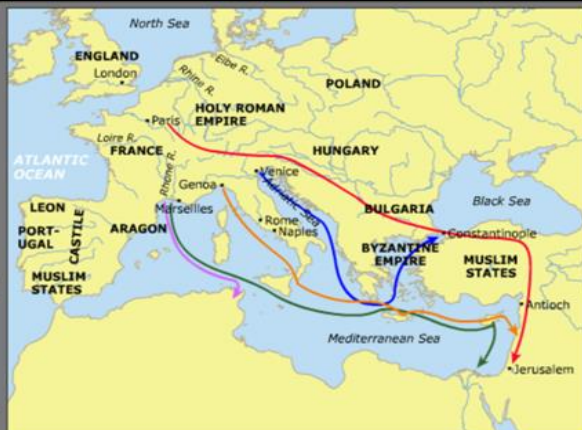 North Sea
ENGLAND
London
Elbe R.
Rhine R.
POLAND
HOLY ROMAN
EMPIRE
Paris
Loire R.
FRANCE
HUNGARY
ATLANTIC
OCEAN
Venice
Rhone R.
Genoa
Adriatic Sea
Black Sea
Marseilles
LEON
BULGARIA
CASTILE
ARAGON
Rome
Naples
Constantinople
PORT-
UGAL
BYZANTINE
EMPIRE
MUSLIM
STATES
MUSLIM
STATES
Antioch
Mediterranean Sea
Jerusalem